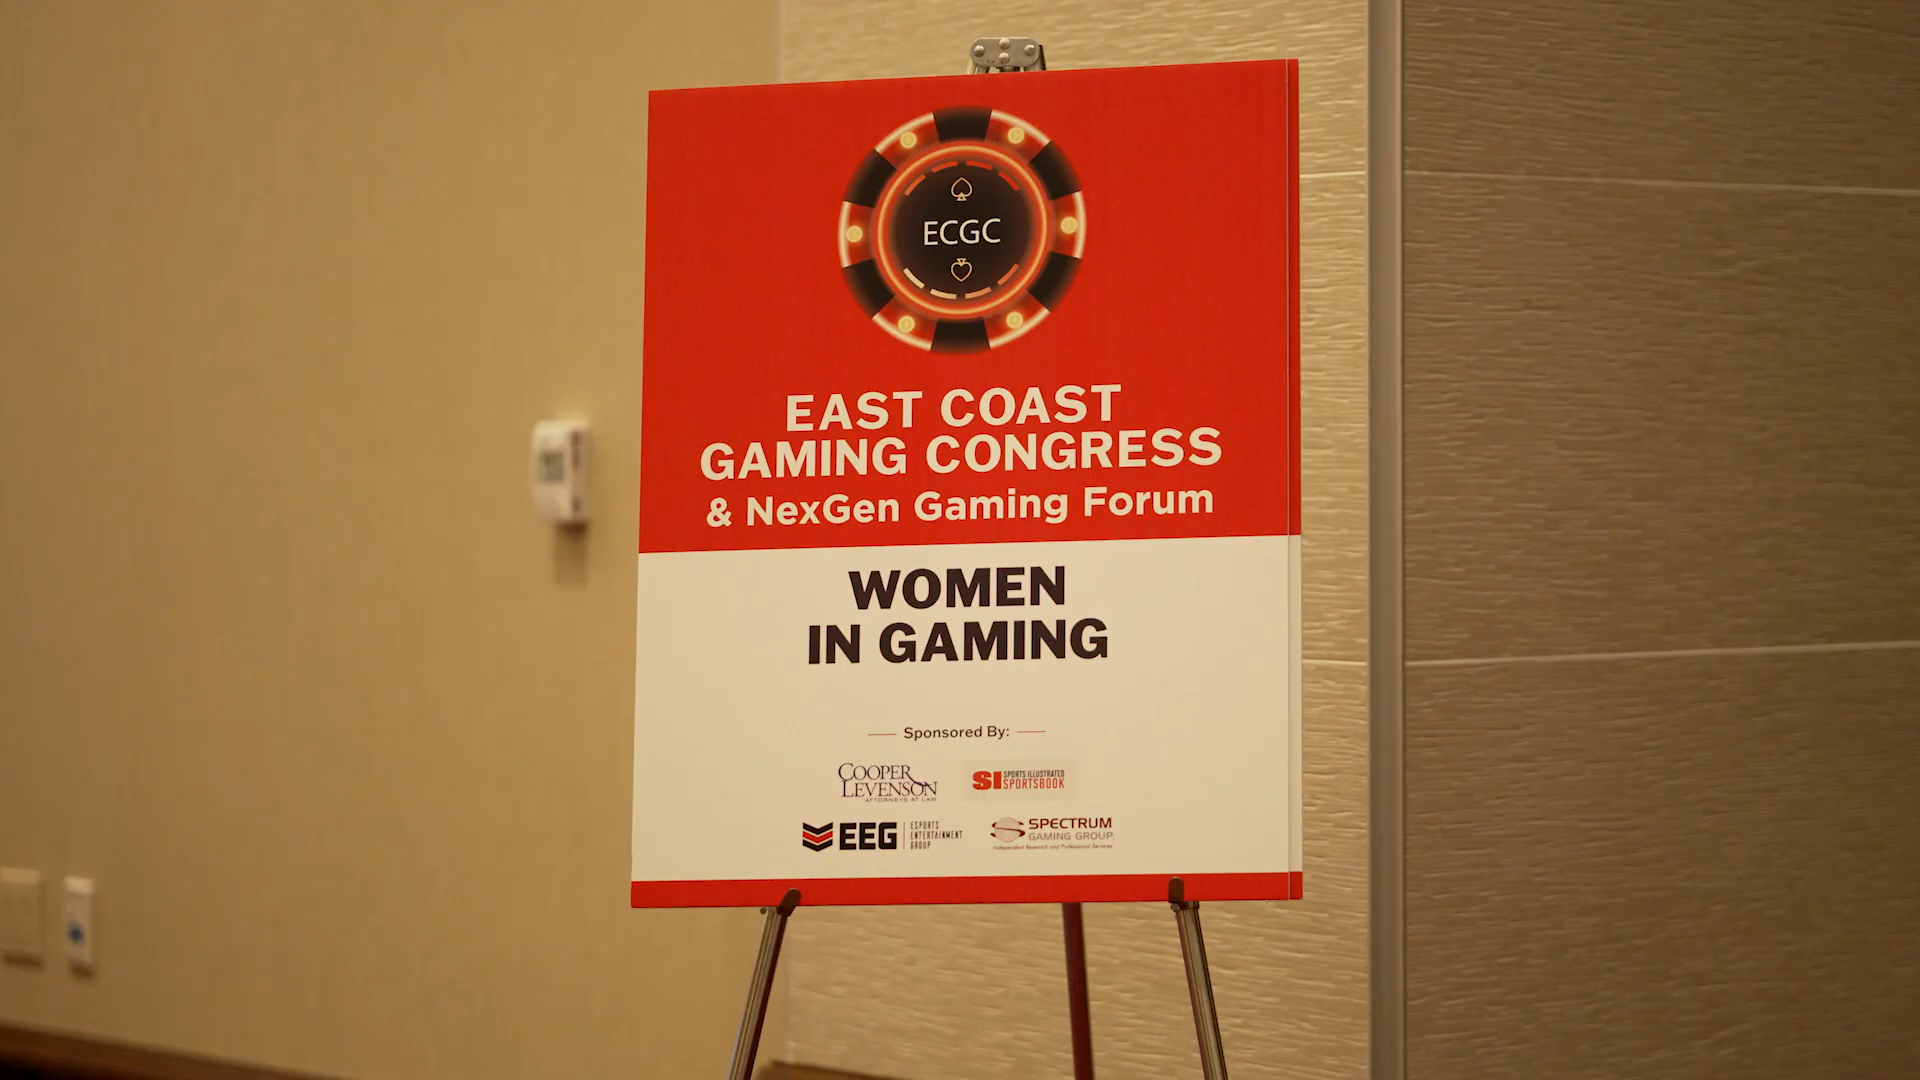 ECGC
EAST COAST
GAMING CONGRESS
& NexGen Gaming Forum
WOMEN
IN GAMING
Sponsored By:
COOPER
LEVENSON
ATTORNEYS AT LAW
SI SPORTS ILLUSTRATED
SPORTSBOOK
EEG ESPORTS
ENTERTAINMENT
GROUP
SPECTRUM
GAMING GROUP.
Independent Research and Professional Services